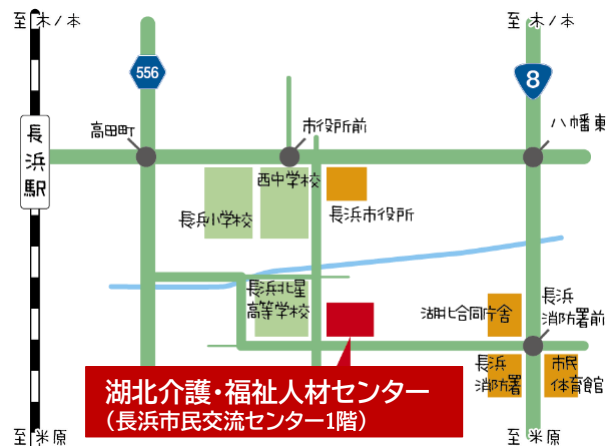 至木ノ本
至木ノ本
556
8
高田町
市役所前
八幡東
長浜駅
西中学校
長浜小学校
長浜市役所
長浜北星
高等学校
湖北合同庁舎
長浜
消防署前
長浜
消防署
市民
体育館
湖北介護・福祉人材センター
(長浜市民交流センター1階)
至米原
至米原